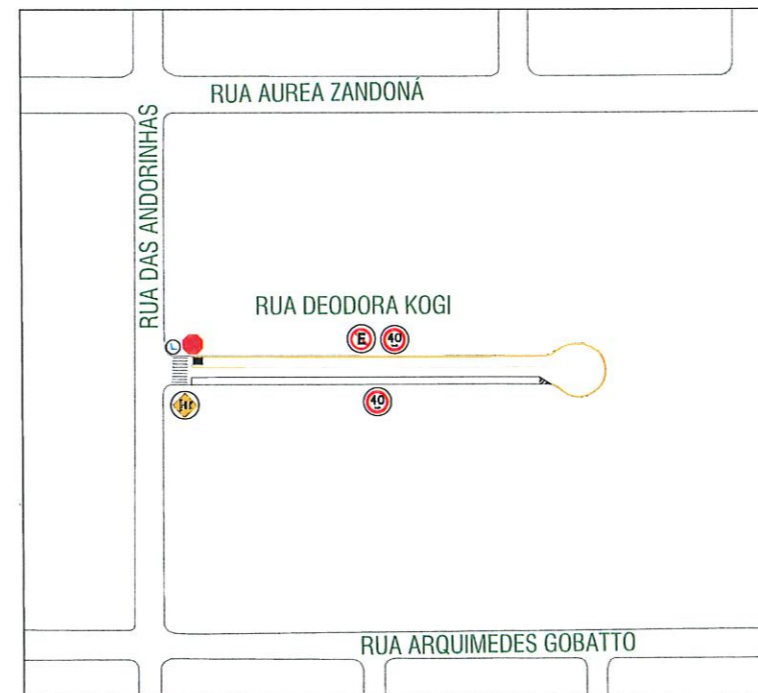 RUA AUREA ZANDONÁ
RUA DAS ANDORINHAS
RUA DEODORA KOGI
E 40
40
RUA ARQUIMEDES GOBATTO